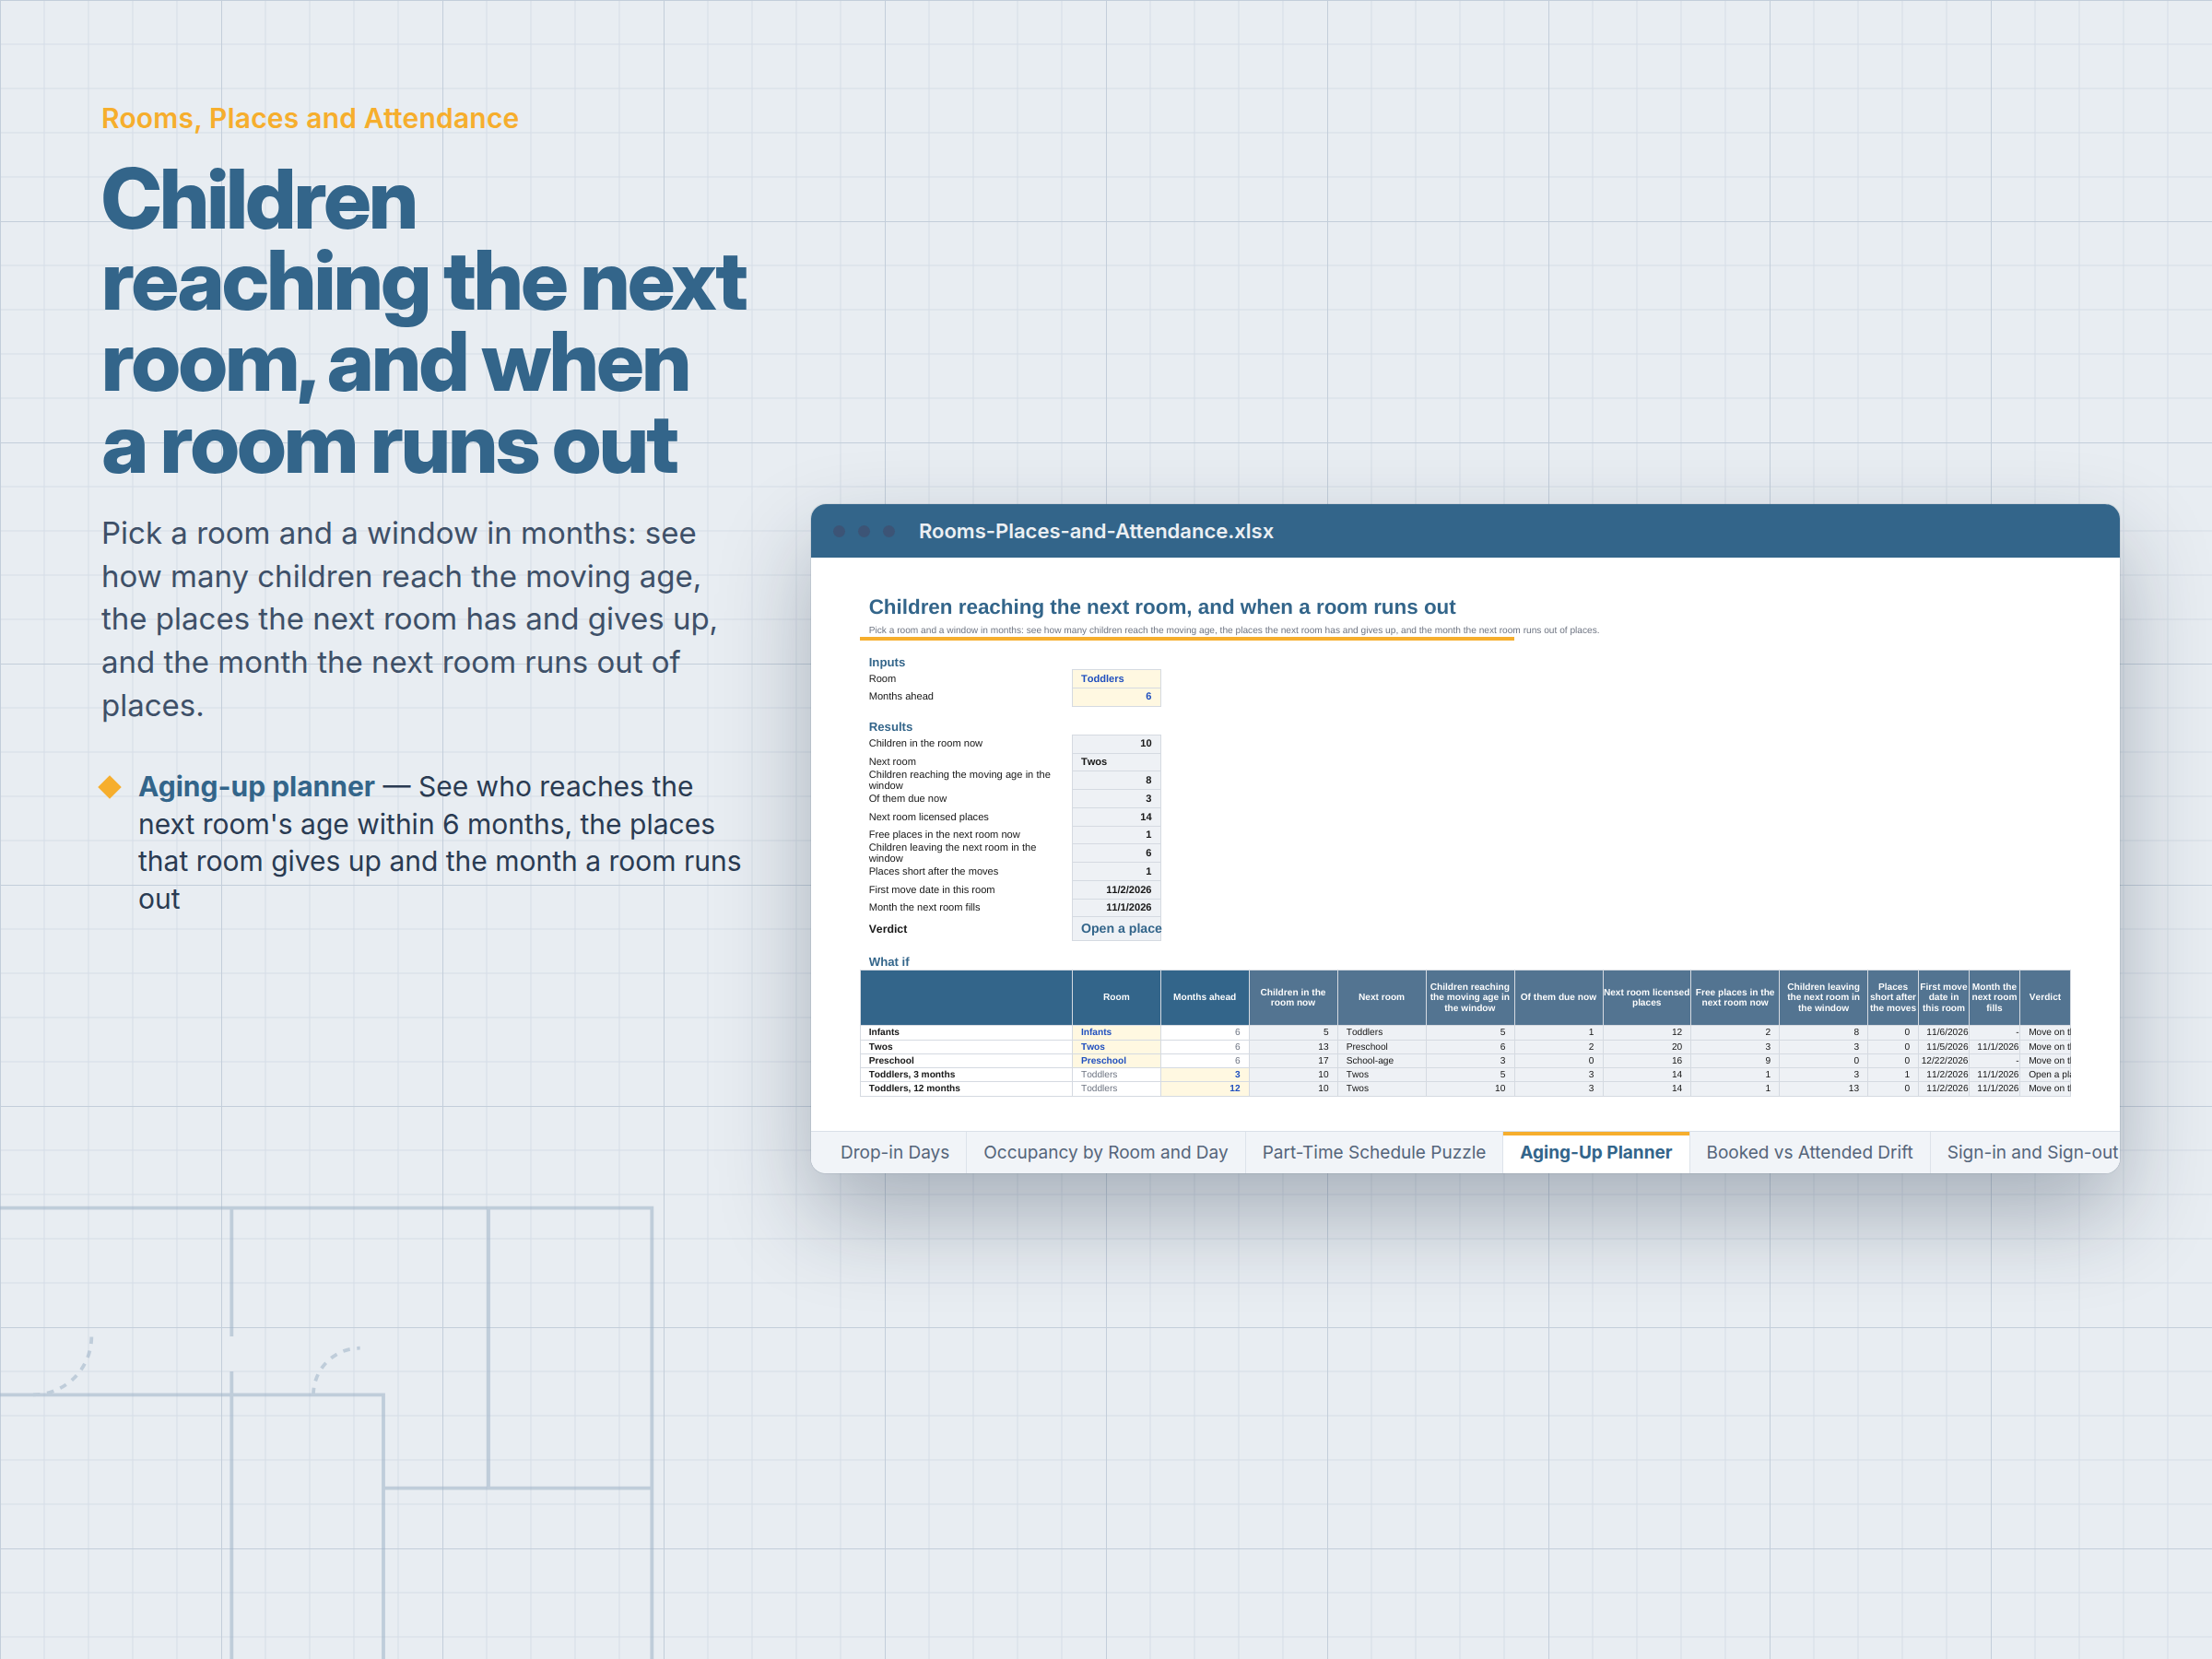 Rooms, Places and Attendance
Children
reaching the next
room, and when
a room runs out
Pick a room and a window in months: see
how many children reach the moving age,
the places the next room has and gives up,
and the month the next room runs out of
places.
Aging-up planner — See who reaches the
next room's age within 6 months, the places
that room gives up and the month a room runs
out
Rooms-Places-and-Attendance.xlsx
Children reaching the next room, and when a room runs out
Pick a room and a window in months: see how many children reach the moving age, the places the next room has and gives up, and the month the next room runs out of places.
Inputs
Room Toddlers
Months ahead 6
Results
Children in the room now 10
Next room Twos
Children reaching the moving age in the
window 8
Of them due now 3
Next room licensed places 14
Free places in the next room now 1
Children leaving the next room in the
window 6
Places short after the moves 1
First move date in this room 11/2/2026
Month the next room fills 11/1/2026
Verdict Open a place
What if
Room Months ahead Children in the room now Next room Children reaching the moving age in the window Of them due now Next room licensed places Free places in the next room now Children leaving the next room in the window Places short after the moves First move date in this room Month the next room fills Verdict
Infants Infants 6 5 Toddlers 5 1 12 2 8 0 11/6/2026 - Move on t
Twos Twos 6 13 Preschool 6 2 20 3 3 0 11/5/2026 11/1/2026 Move on t
Preschool Preschool 6 17 School-age 3 0 16 9 0 0 12/22/2026 - Move on t
Toddlers, 3 months Toddlers 3 10 Twos 5 3 14 1 3 1 11/2/2026 11/1/2026 Open a pla
Toddlers, 12 months Toddlers 12 10 Twos 10 3 14 1 13 0 11/2/2026 11/1/2026 Move on t
Drop-in Days Occupancy by Room and Day Part-Time Schedule Puzzle Aging-Up Planner Booked vs Attended Drift Sign-in and Sign-out